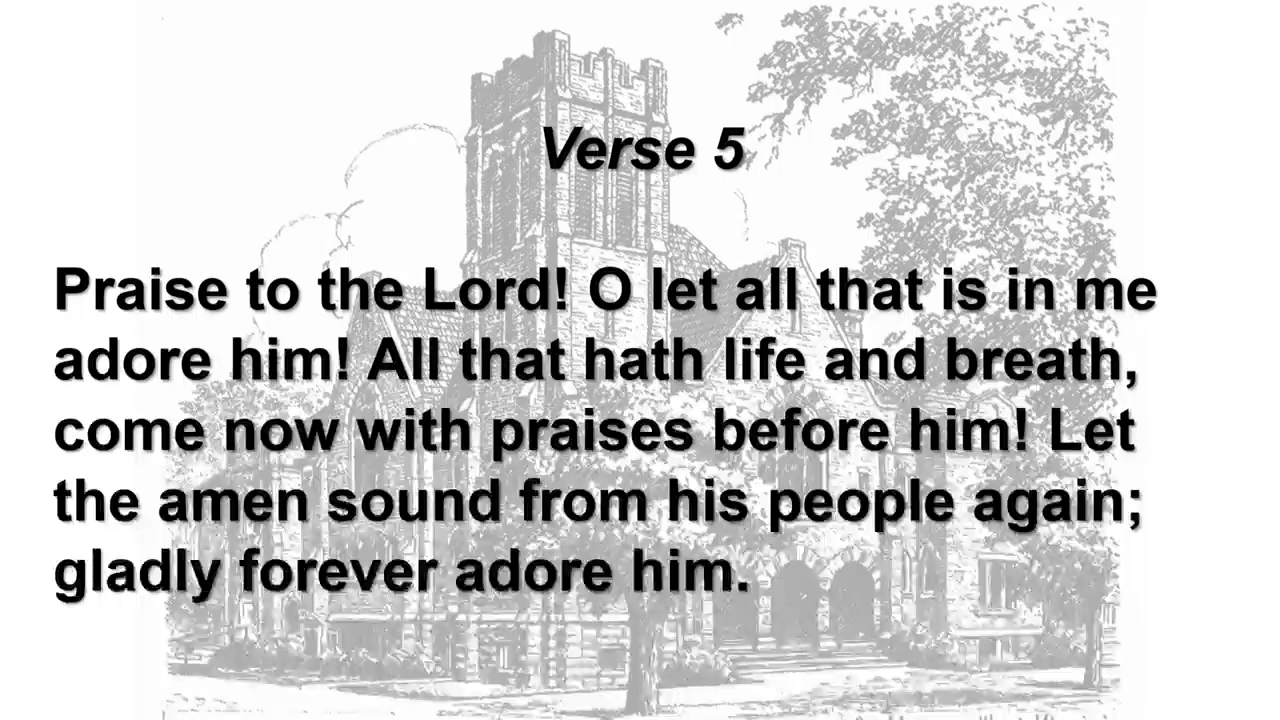 Verse 5
Praise to the Lord! O let all that is in me
adore him! All that hath life and breath,
come now with praises before him! Let
the amen sound from his people again;
gladly forever adore him.